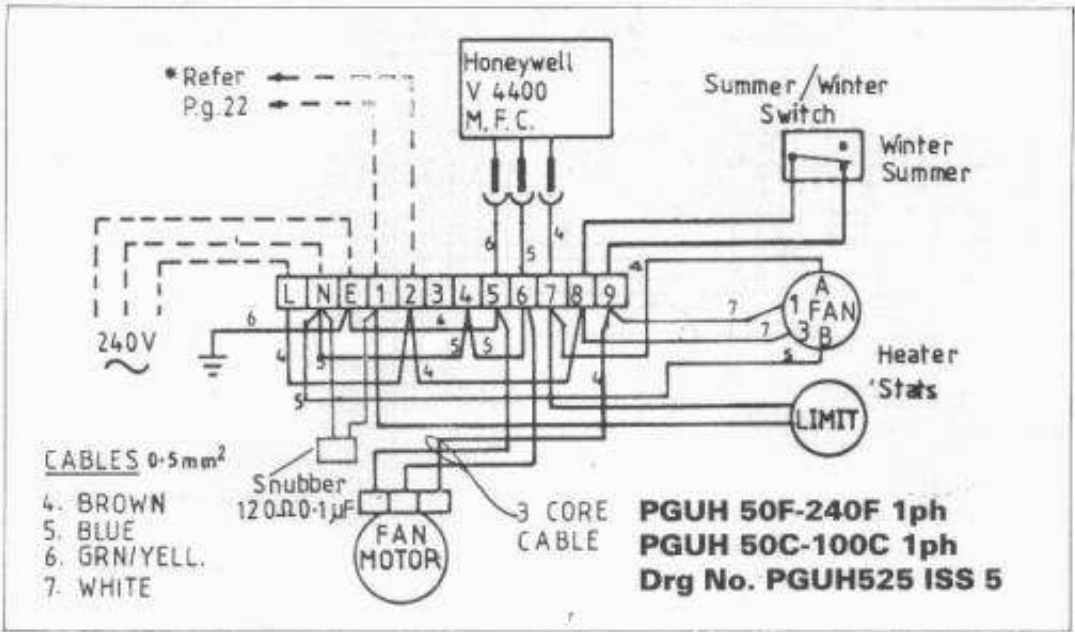 * Refer
P.g.22
Honeywell
V 4400
M.F.C.
Summer/Winter
Switch
Winter
Summer
6
5
4
L N E 1 2 3 4 5 6 7 8 9
4
A
1 FAN
3 B
7
7
5
6
4
5
5
5
4
4
4
5
240V
Heater
'Stats
LIMIT
CABLES 0·5mm²
4. BROWN
5. BLUE
6. GRN/YELL.
7. WHITE
Snubber
120Ω0·1µF
FAN
MOTOR
3 CORE
CABLE
PGUH 50F-240F 1ph
PGUH 50C-100C 1ph
Drg No. PGUH525 ISS 5